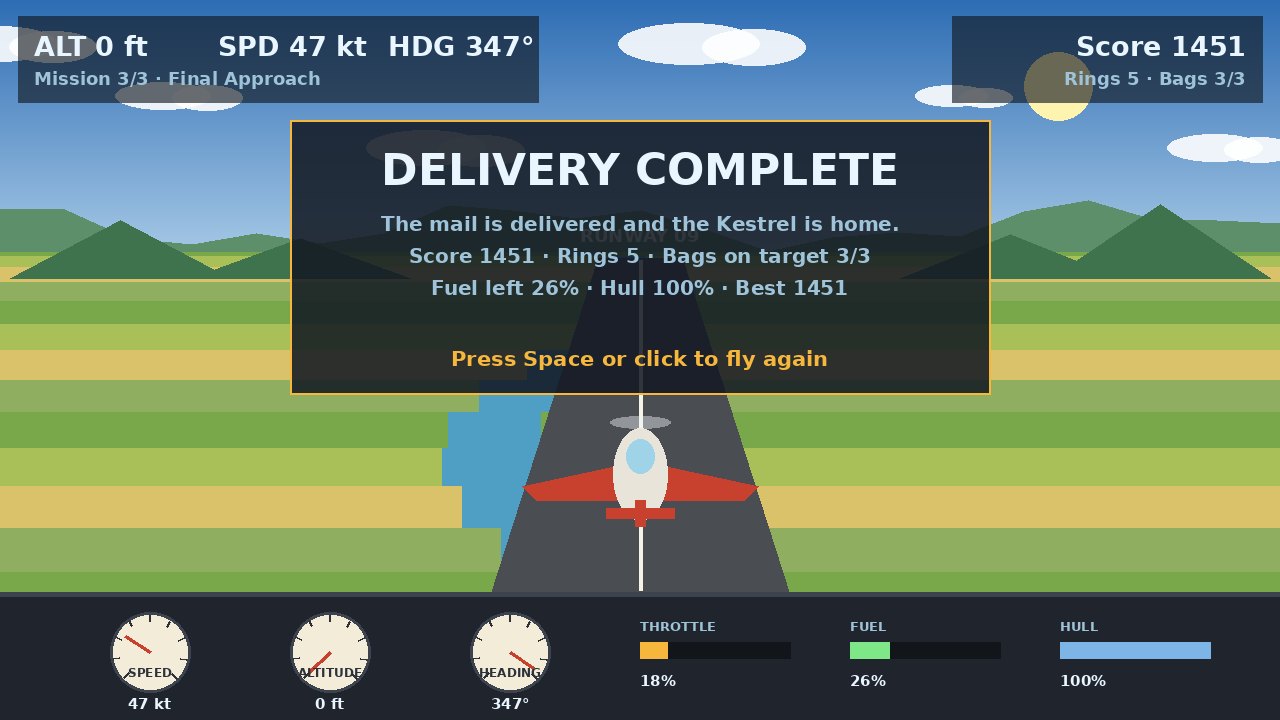 ALT 0 ft SPD 47 kt HDG 347°
Mission 3/3 · Final Approach
Score 1451
Rings 5 · Bags 3/3
DELIVERY COMPLETE
The mail is delivered and the Kestrel is home.
RUNWAY 09
Score 1451 · Rings 5 · Bags on target 3/3
Fuel left 26% · Hull 100% · Best 1451
Press Space or click to fly again
SPEED
47 kt
ALTITUDE
0 ft
HEADING
347°
THROTTLE
18%
FUEL
26%
HULL
100%